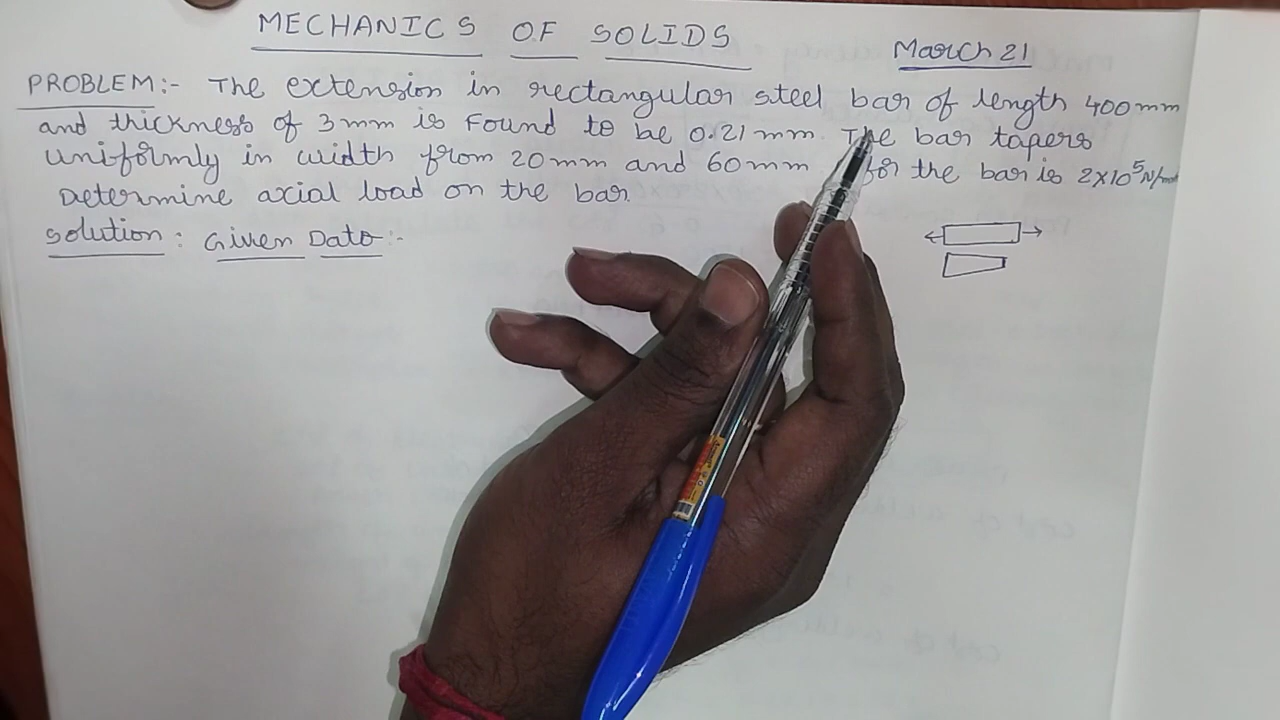 MECHANICS OF SOLIDS
March 21
PROBLEM:- The extension in rectangular steel bar of length 400mm
and thickness of 3mm is Found to be 0.21mm. The bar tapers
uniformly in width from 20mm and 60mm for the bar is 2X10⁵N/mm
Determine axial load on the bar
Solution: Given Data:-